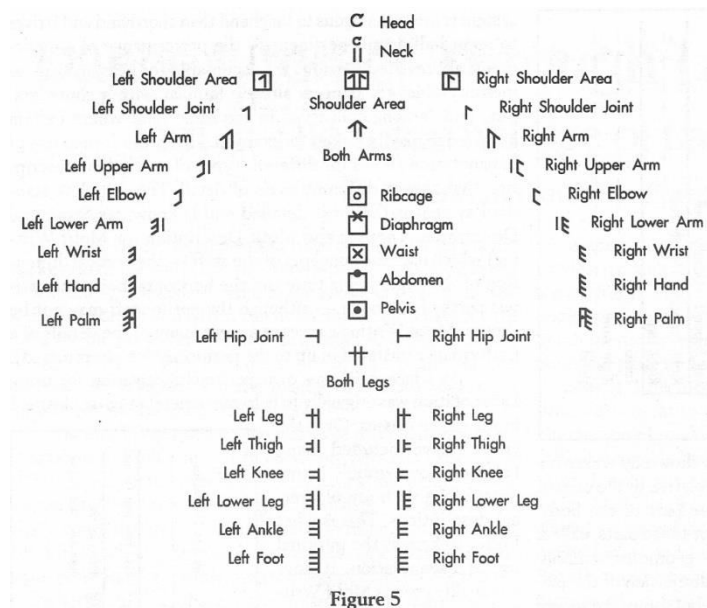 Head
Neck
Left Shoulder Area Right Shoulder Area
Left Shoulder Joint Shoulder Area Right Shoulder Joint
Left Arm Right Arm
Both Arms
Left Upper Arm Right Upper Arm
Left Elbow Ribcage Right Elbow
Left Lower Arm Diaphragm Right Lower Arm
Left Wrist Waist Right Wrist
Left Hand Abdomen Right Hand
Left Palm Pelvis Right Palm
Left Hip Joint Right Hip Joint
Both Legs
Left Leg Right Leg
Left Thigh Right Thigh
Left Knee Right Knee
Left Lower Leg Right Lower Leg
Left Ankle Right Ankle
Left Foot Right Foot
Figure 5